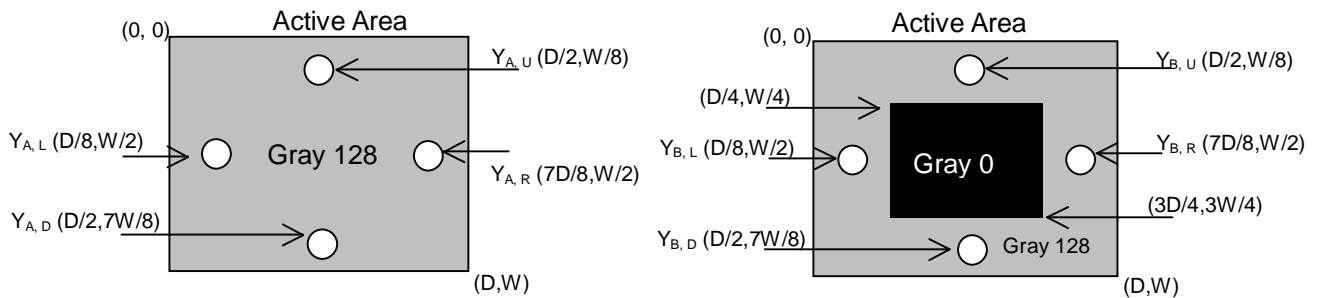 Active Area
(0, 0)
Y_A, U (D/2,W/8)
Y_A, L (D/8,W/2)
Gray 128
Y_A, R (7D/8,W/2)
Y_A, D (D/2,7W/8)
(D,W)
Active Area
(0, 0)
Y_B, U (D/2,W/8)
(D/4,W/4)
Y_B, L (D/8,W/2)
Gray 0
Y_B, R (7D/8,W/2)
(3D/4,3W/4)
Y_B, D (D/2,7W/8)
Gray 128
(D,W)